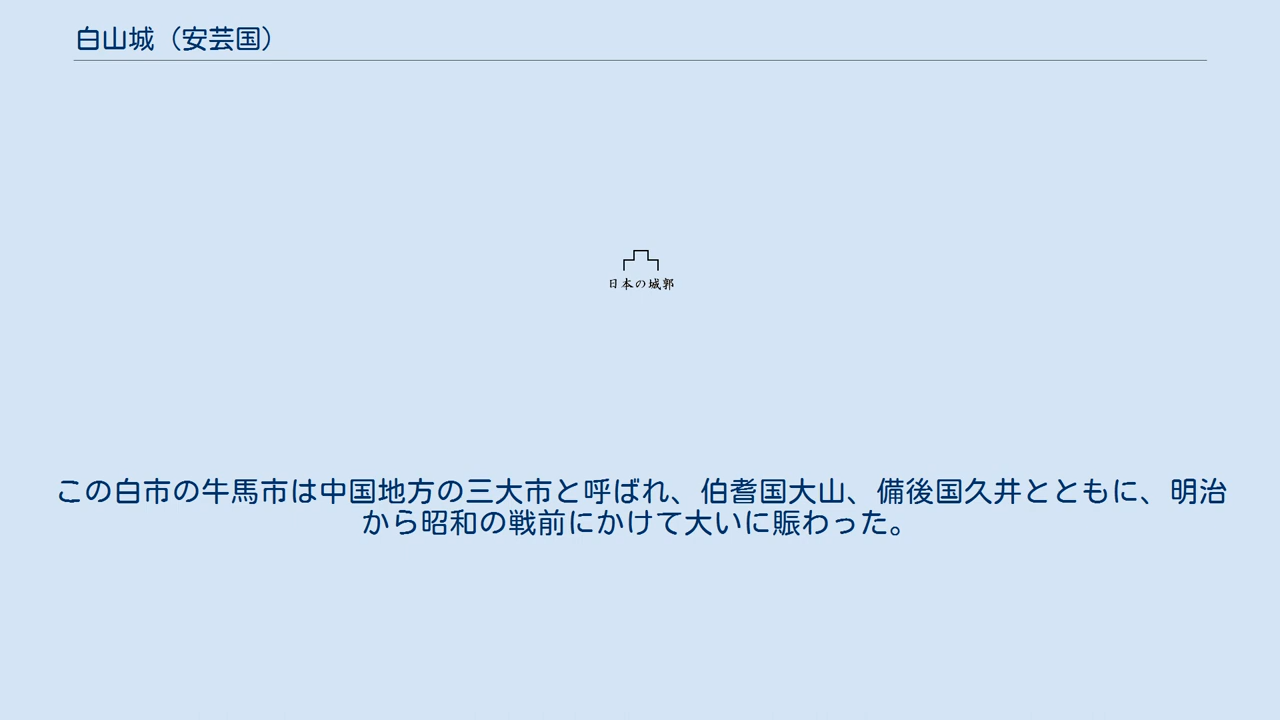 白山城（安芸国）
日本の城郭
この白市の牛馬市は中国地方の三大市と呼ばれ、伯耆国大山、備後国久井とともに、明治
から昭和の戦前にかけて大いに賑わった。